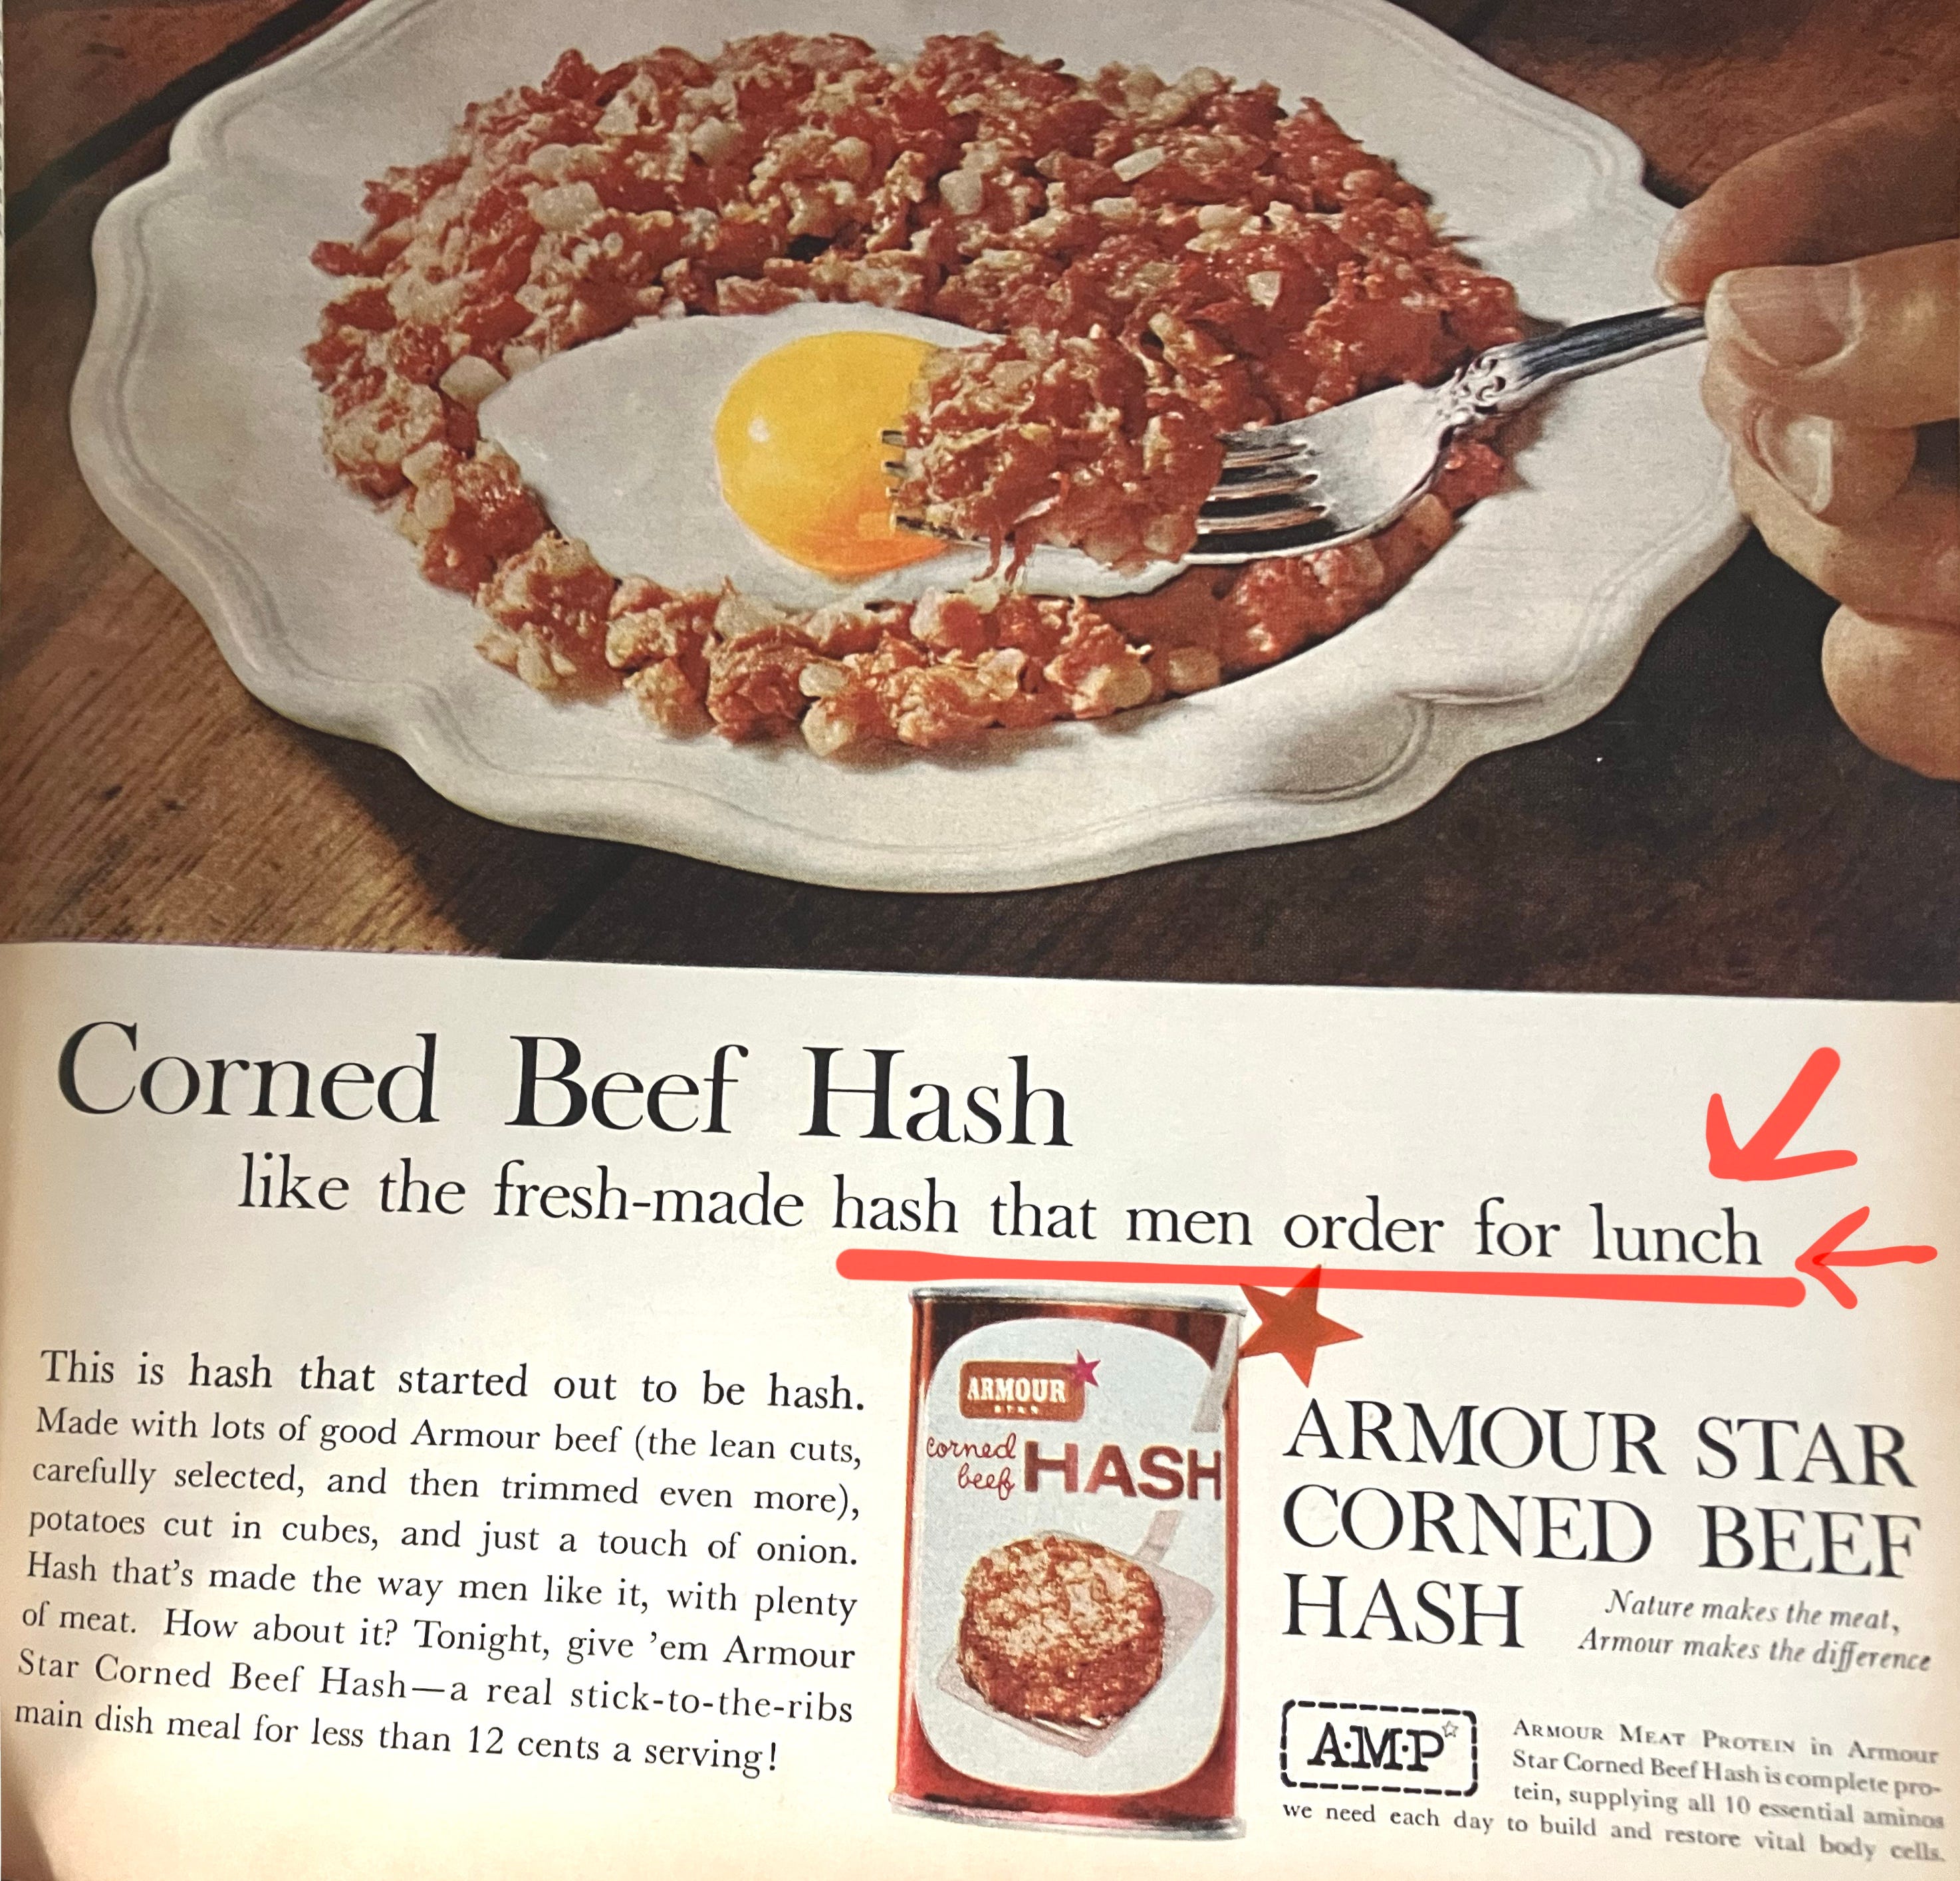 Corned Beef Hash
like the fresh-made hash that men order for lunch
This is hash that started out to be hash.
Made with lots of good Armour beef (the lean cuts,
carefully selected, and then trimmed even more),
potatoes cut in cubes, and just a touch of onion.
Hash that's made the way men like it, with plenty
of meat. How about it? Tonight, give 'em Armour
Star Corned Beef Hash—a real stick-to-the-ribs
main dish meal for less than 12 cents a serving!
ARMOUR
STAR
corned
beef HASH
ARMOUR STAR
CORNED BEEF
HASH
Nature makes the meat,
Armour makes the difference
A·M·P
ARMOUR MEAT PROTEIN in Armour
Star Corned Beef Hash is complete pro-
tein, supplying all 10 essential aminos
we need each day to build and restore vital body cells.